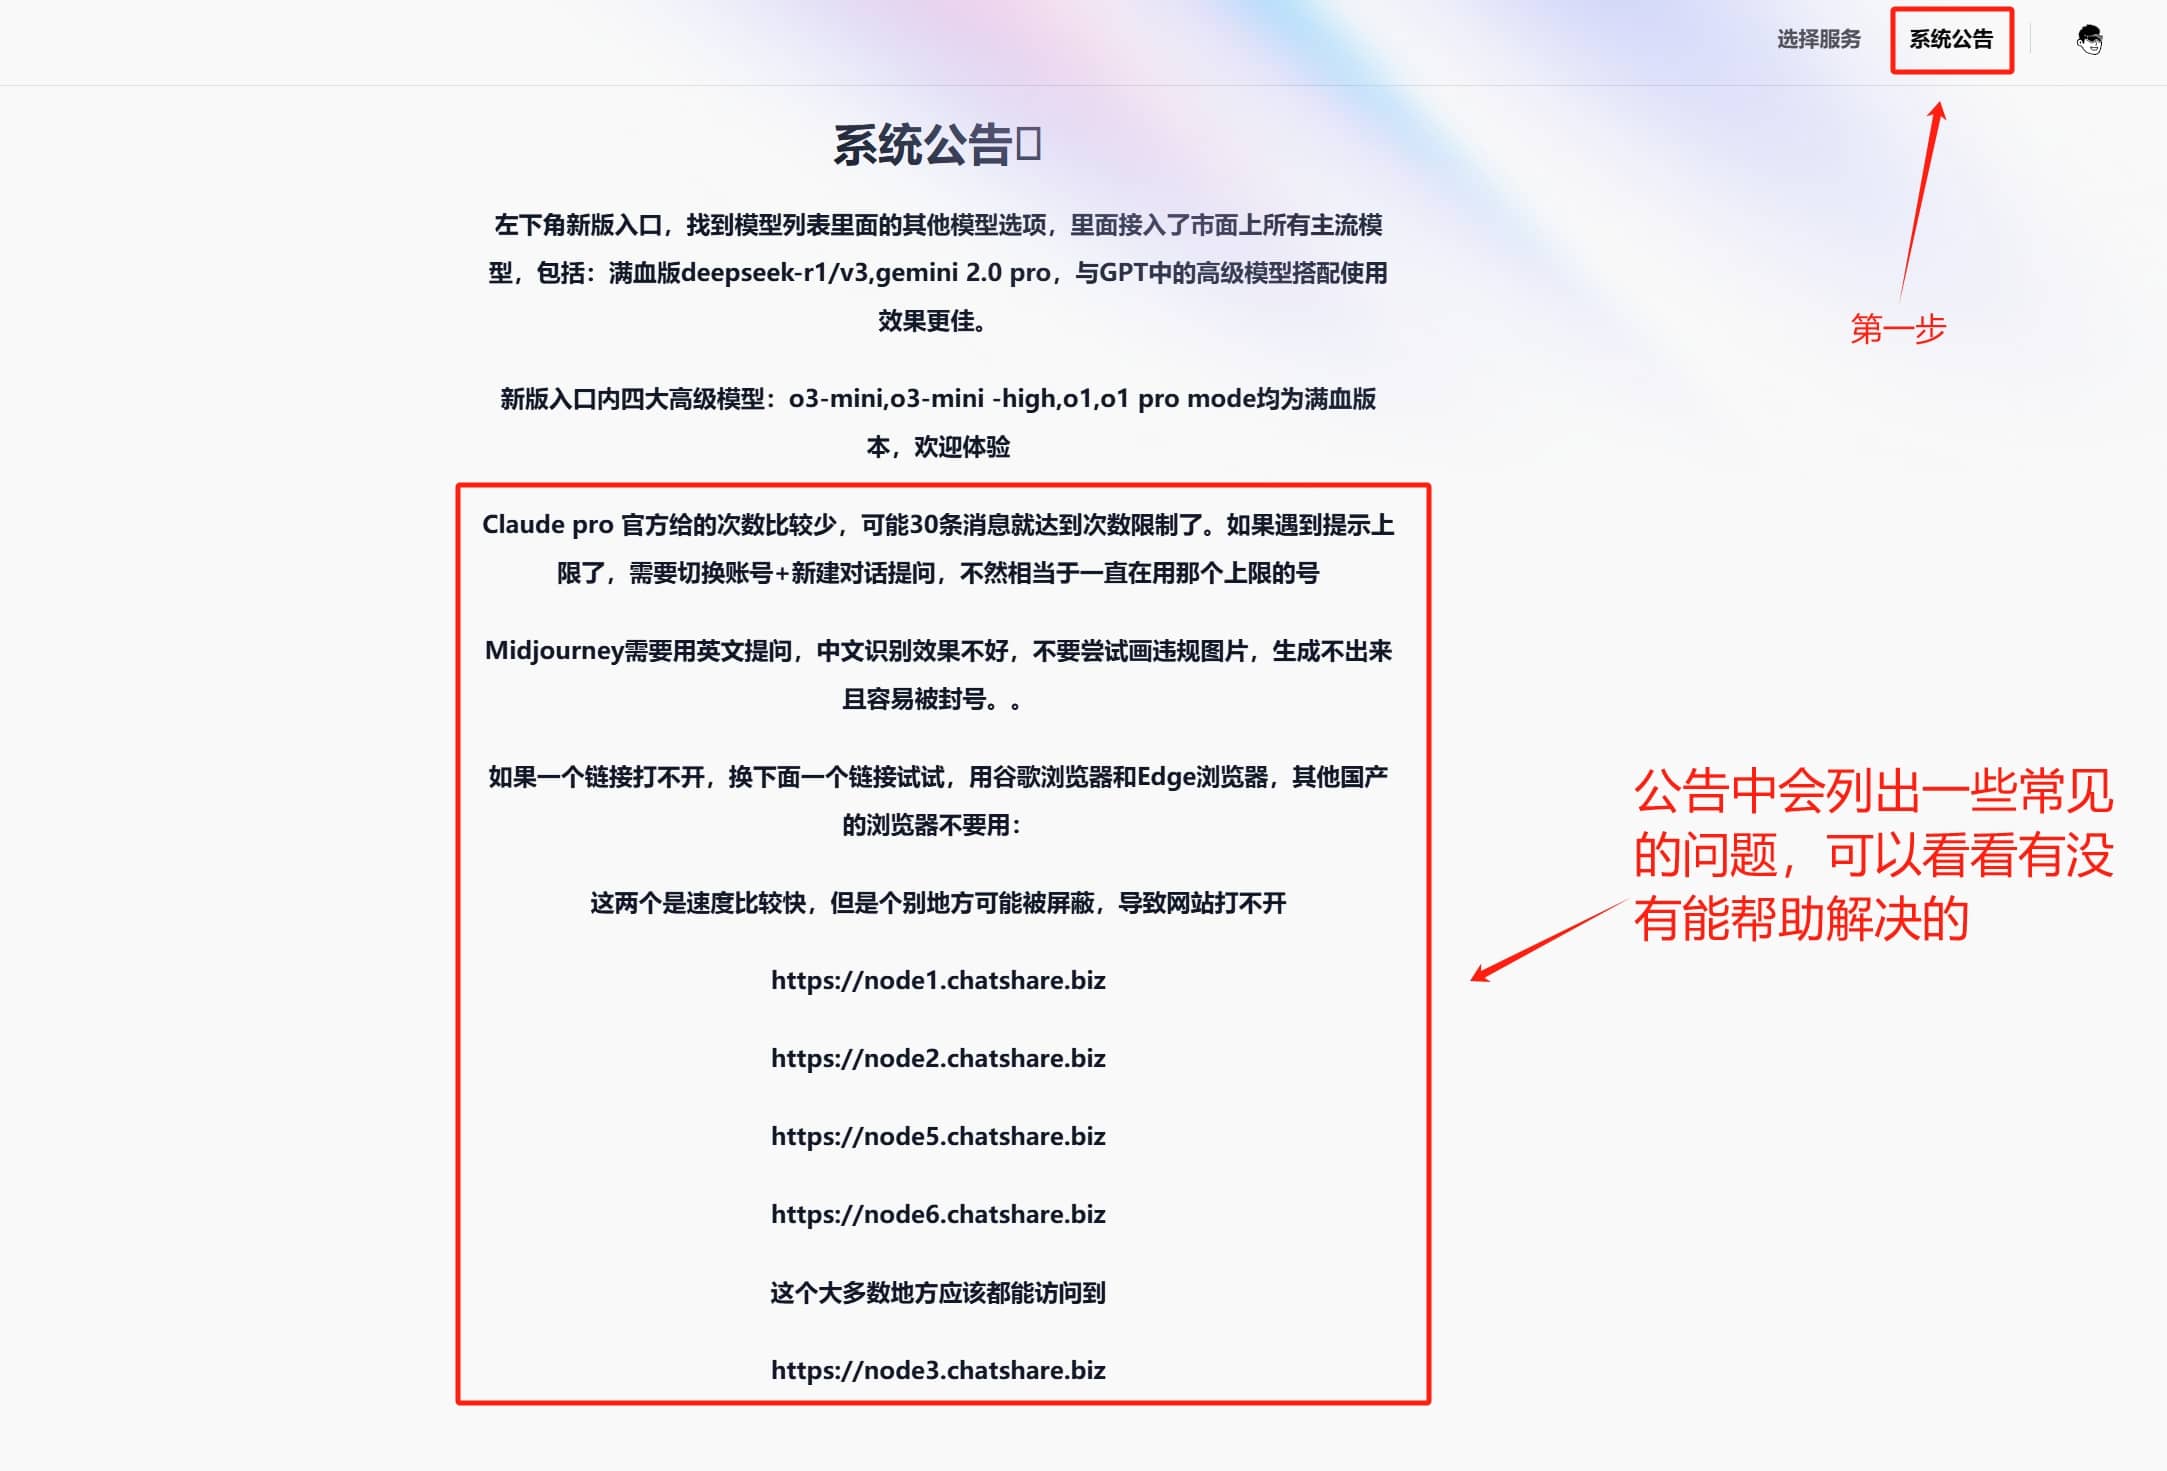 选择服务
系统公告
系统公告
左下角新版入口，找到模型列表里面的其他模型选项，里面接入了市面上所有主流模
型，包括：满血版deepseek-r1/v3,gemini 2.0 pro，与GPT中的高级模型搭配使用
效果更佳。
第一步
新版入口内四大高级模型：o3-mini,o3-mini -high,o1,o1 pro mode均为满血版
本，欢迎体验
Claude pro 官方给的次数比较少，可能30条消息就达到次数限制了。如果遇到提示上
限了，需要切换账号+新建对话提问，不然相当于一直在用那个上限的号
Midjourney需要用英文提问，中文识别效果不好，不要尝试画违规图片，生成不出来
且容易被封号。。
如果一个链接打不开，换下面一个链接试试，用谷歌浏览器和Edge浏览器，其他国产
的浏览器不要用：
这两个是速度比较快，但是个别地方可能被屏蔽，导致网站打不开
https://node1.chatshare.biz
https://node2.chatshare.biz
https://node5.chatshare.biz
https://node6.chatshare.biz
这个大多数地方应该都能访问到
https://node3.chatshare.biz
公告中会列出一些常见
的问题，可以看看有没
有能帮助解决的